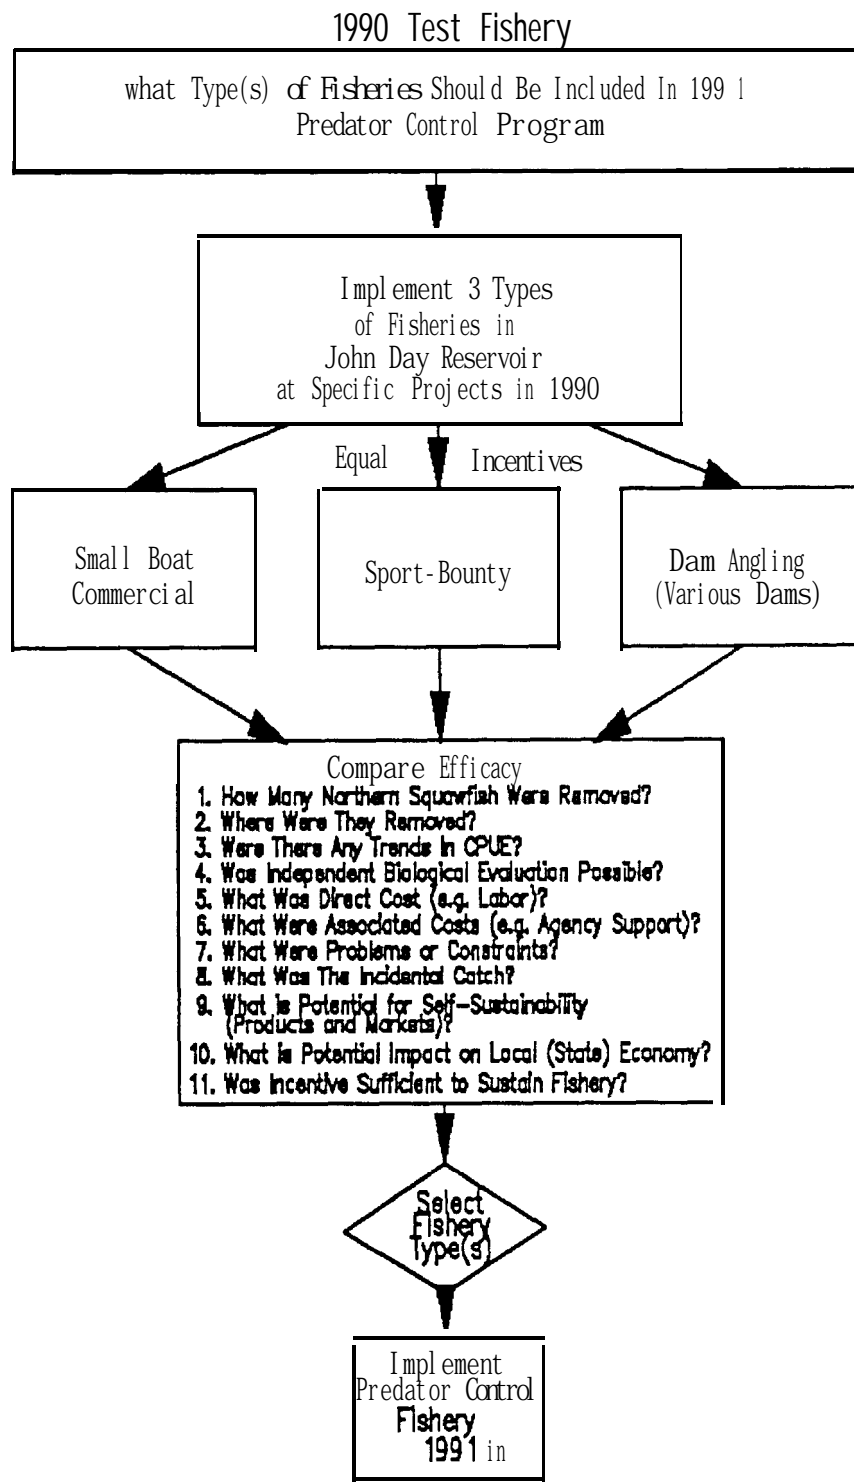 1990 Test Fishery
what Type(s) of Fisheries Should Be Included In 199 1
Predator Control Program
Implement 3 Types
of Fisheries in
John Day Reservoir
at Specific Projects in 1990
Equal Incentives
Small Boat
Commercial
Sport-Bounty
Dam Angling
(Various Dams)
Compare Efficacy
1. How Many Northern Squawfish Were Removed?
2. Where Were They Removed?
3. Were There Any Trends In CPUE?
4. Was Independent Biological Evaluation Possible?
5. What Was Direct Cost (e.g. Labor)?
6. What Were Associated Costs (e.g. Agency Support)?
7. What Were Problems or Constraints?
8. What Was The Incidental Catch?
9. What is Potential for Self-Sustainability
(Products and Markets)?
10. What is Potential Impact on Local (State) Economy?
11. Was Incentive Sufficient to Sustain Fishery?
Select
Fishery
Type(s)
Implement
Predator Control
Fishery
1991 in